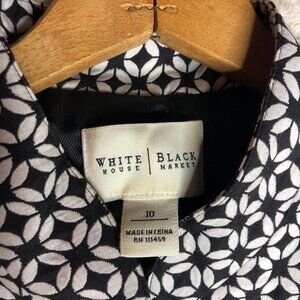 WHITE | BLACK
HOUSE | MARKET
10
MADE IN CHINA
RN 111459